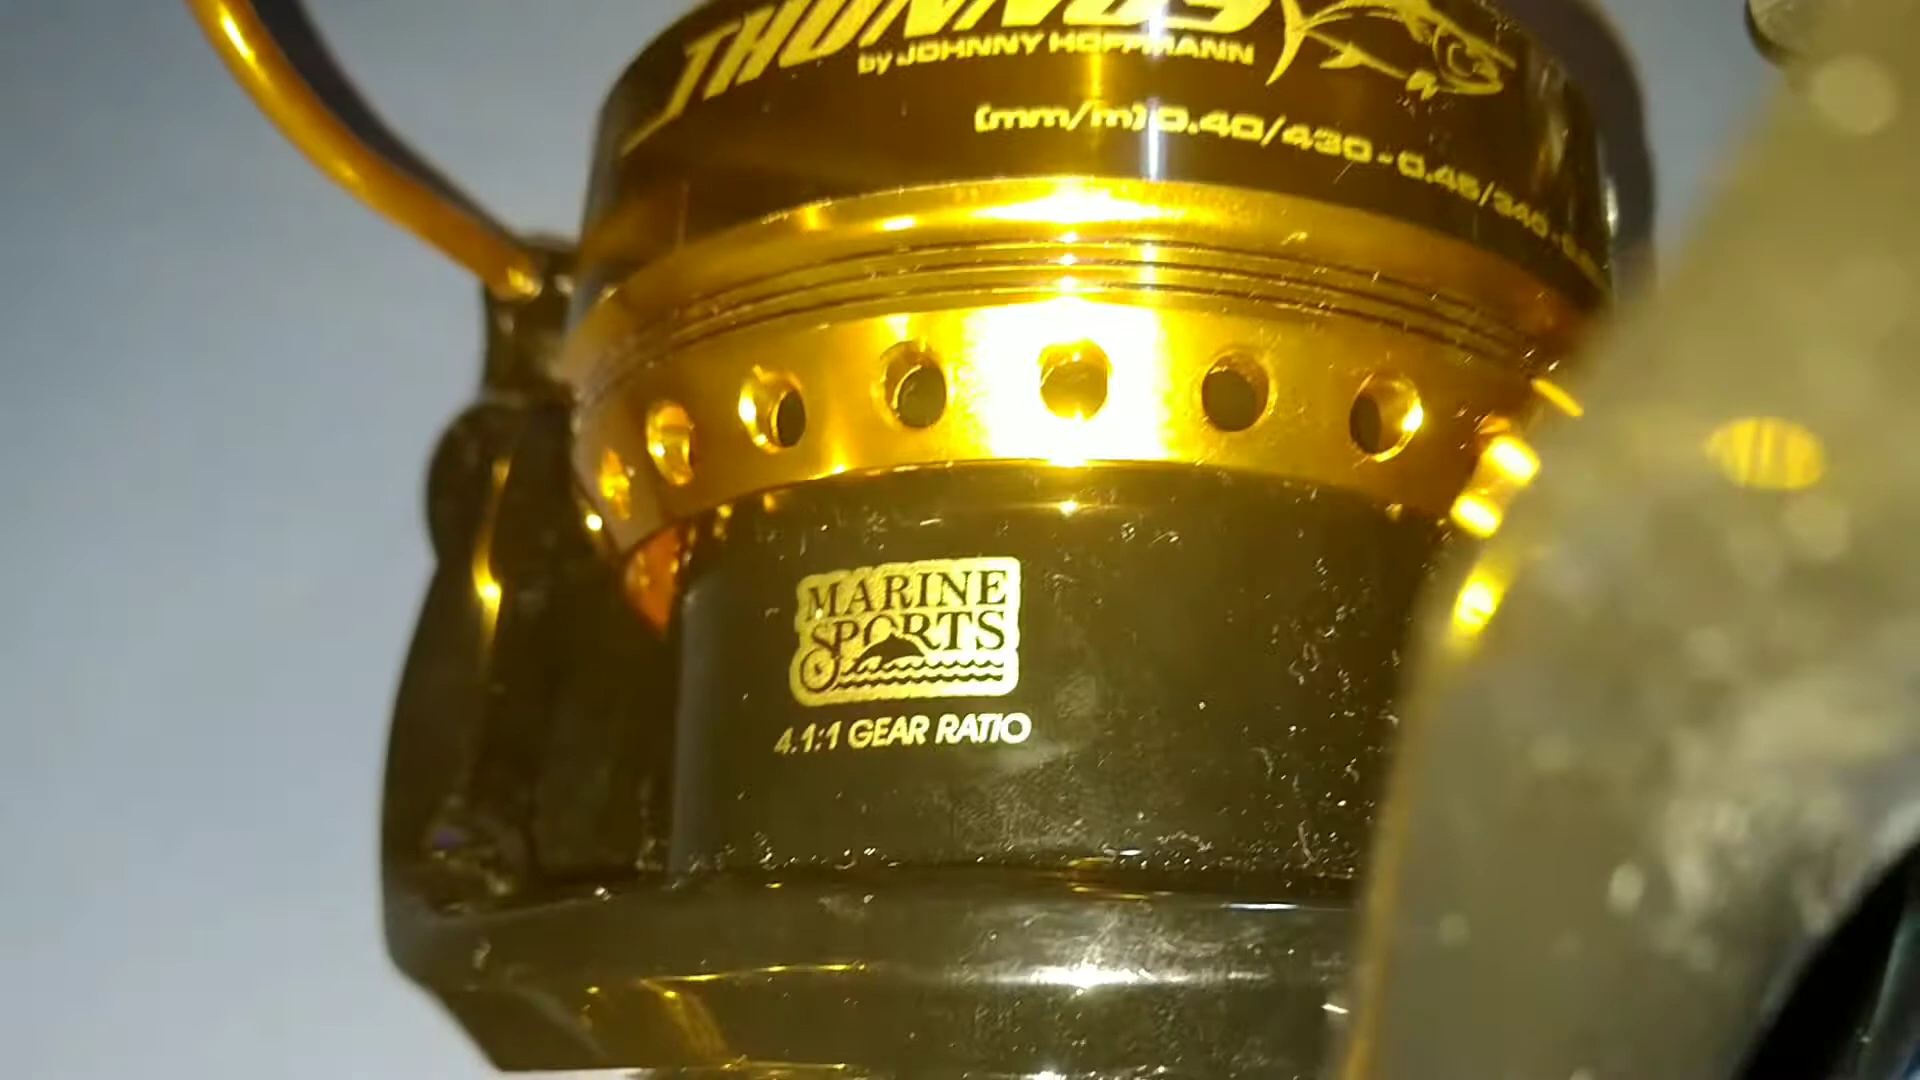 THUNNUS
by JOHNNY HOFFMANN
(mm/m) 0.40/430 - 0.45/340 -
MARINE
SPORTS
4.1:1 GEAR RATIO